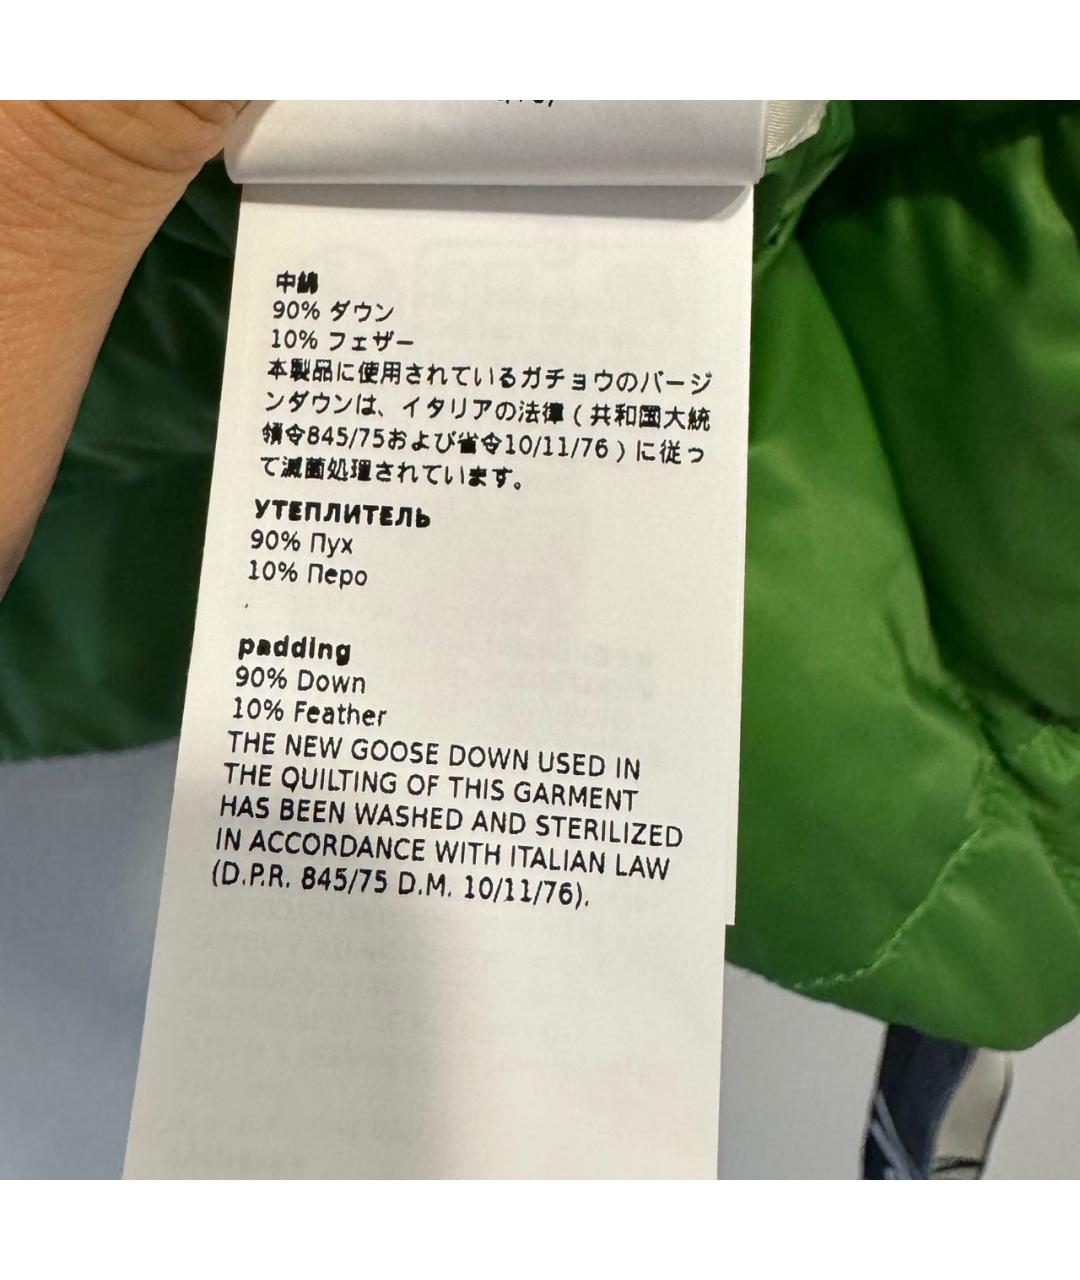 中綿
90% ダウン
10% フェザー
本製品に使用されているガチョウのバージ
ンダウンは、イタリアの法律（共和国大統
領令845/75および省令10/11/76）に従っ
て滅菌処理されています。
УТЕПЛИТЕЛЬ
90% Пух
10% Перо
padding
90% Down
10% Feather
THE NEW GOOSE DOWN USED IN
THE QUILTING OF THIS GARMENT
HAS BEEN WASHED AND STERILIZED
IN ACCORDANCE WITH ITALIAN LAW
(D.P.R. 845/75 D.M. 10/11/76).